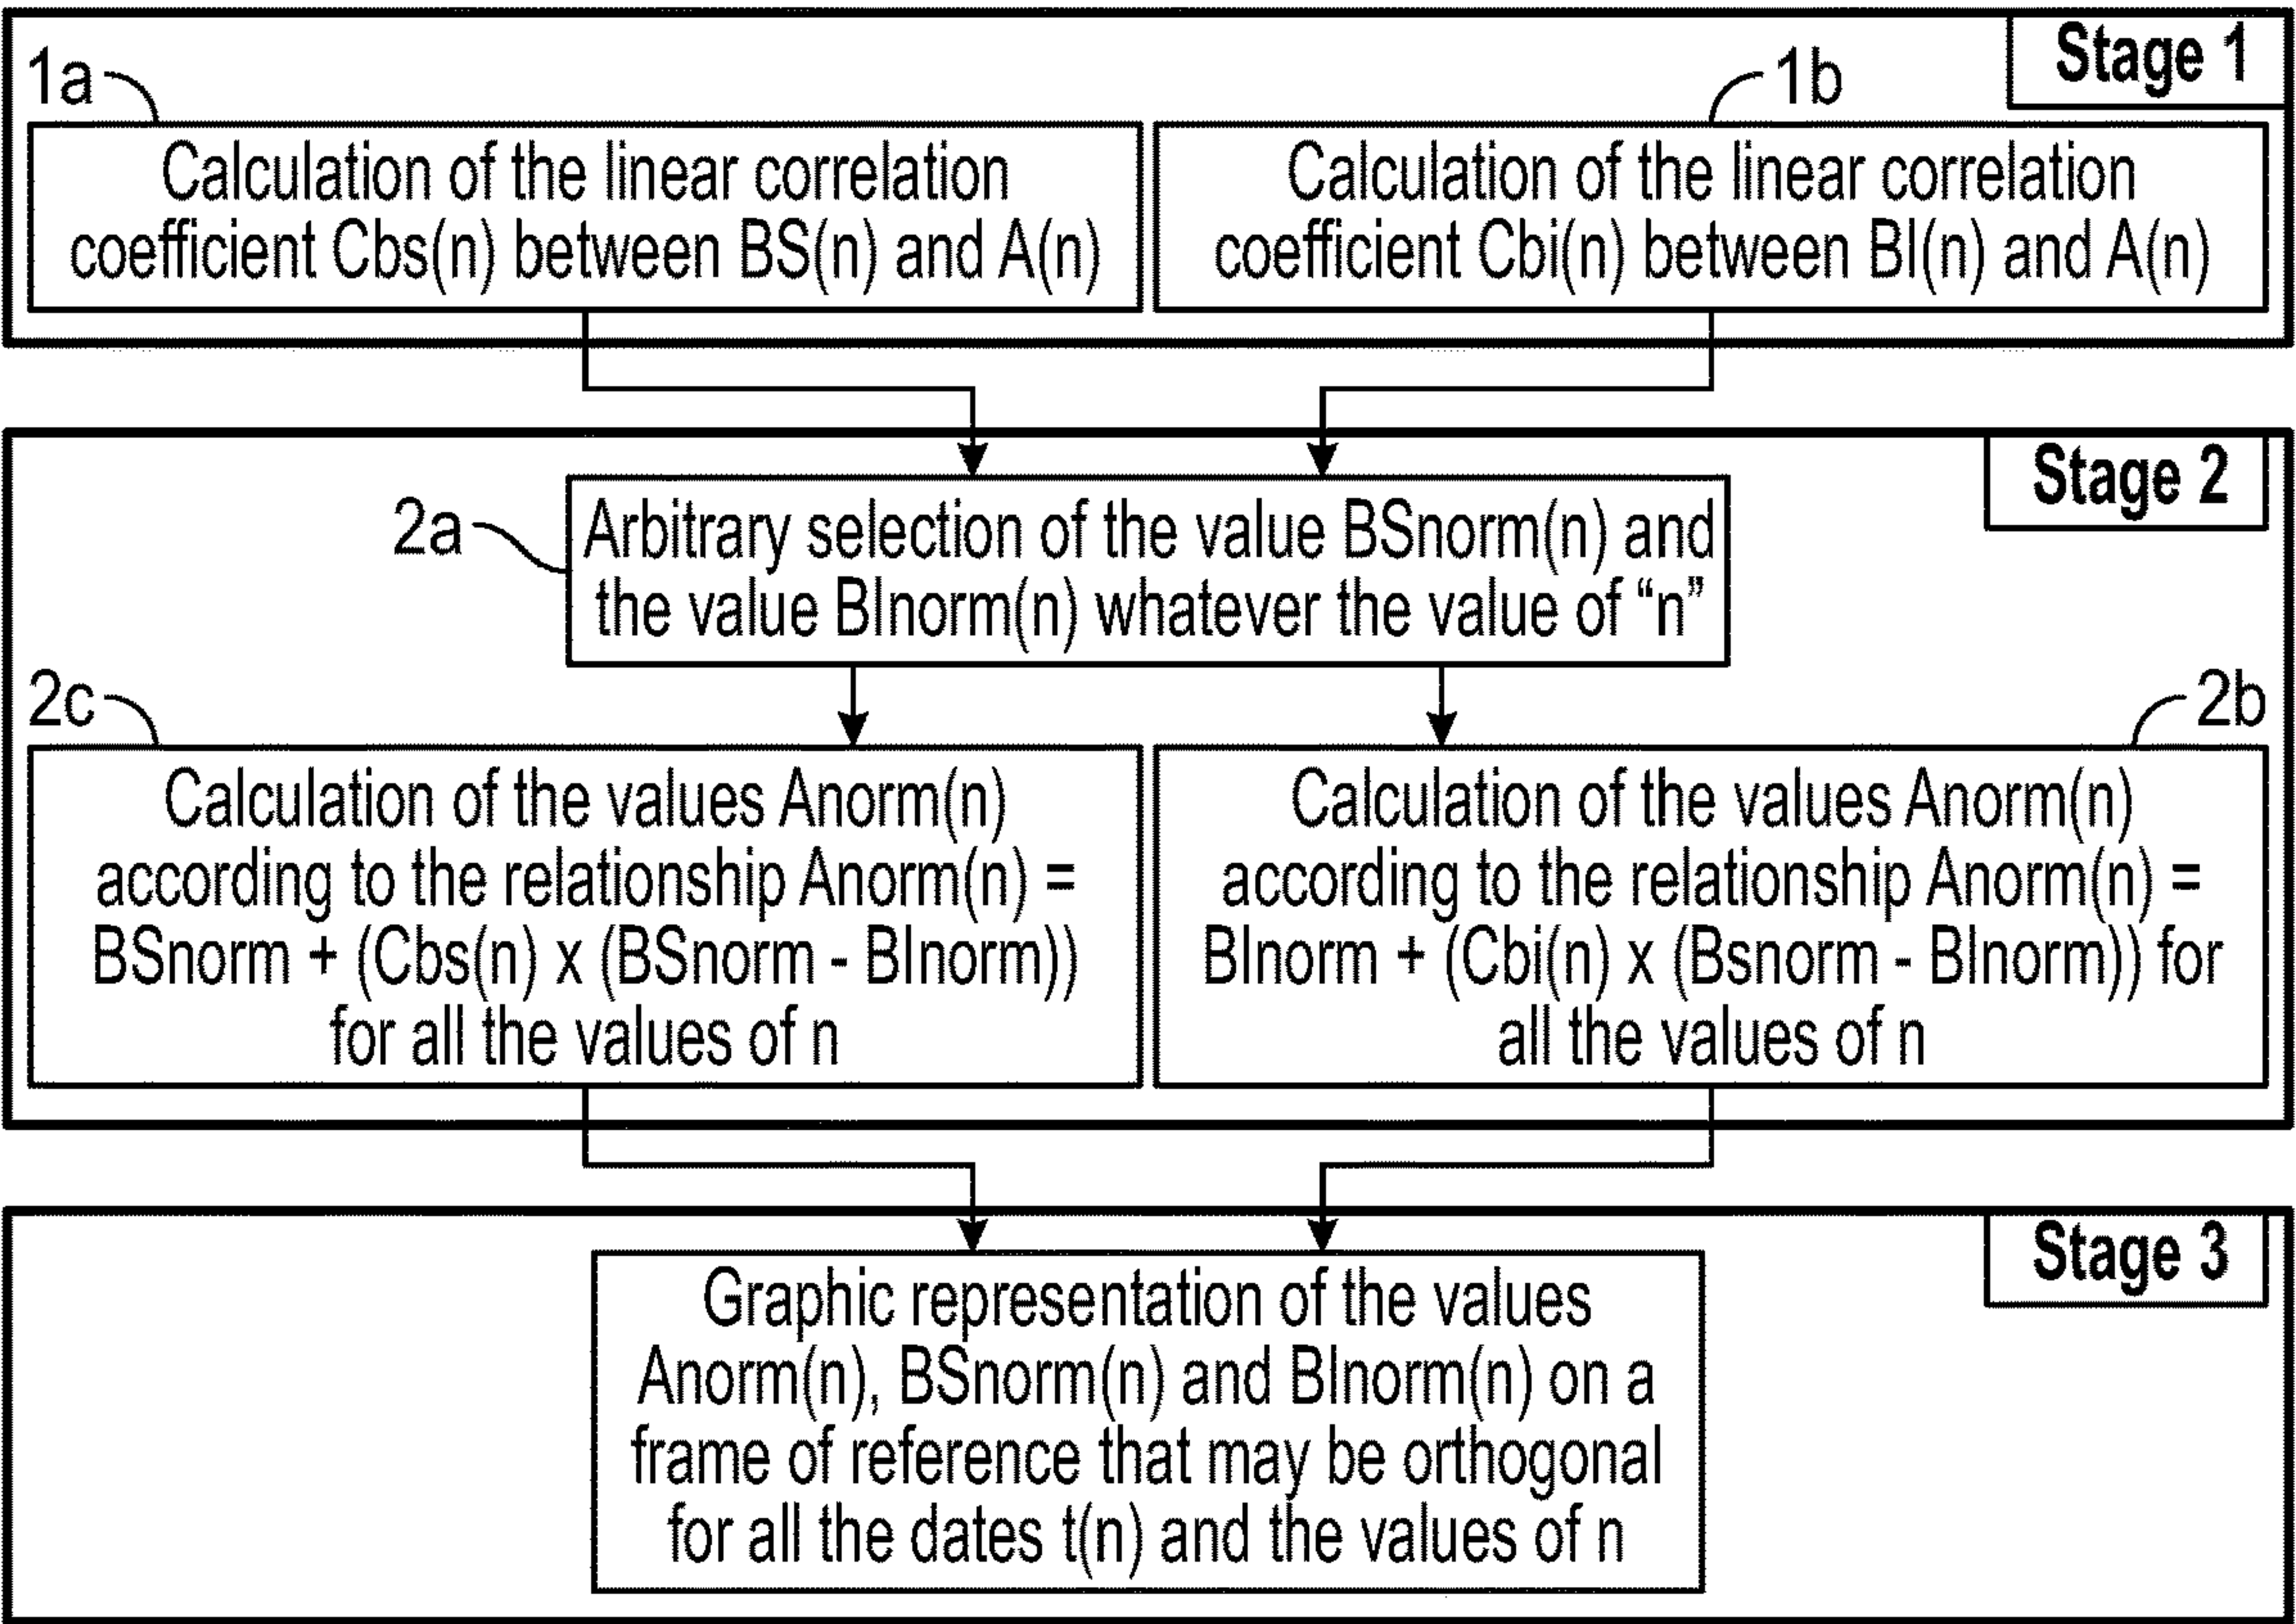 Stage 1
1a
1b
Calculation of the linear correlation
coefficient Cbs(n) between BS(n) and A(n)
Calculation of the linear correlation
coefficient Cbi(n) between BI(n) and A(n)
Stage 2
2a
Arbitrary selection of the value BSnorm(n) and
the value BInorm(n) whatever the value of “n”
2c
2b
Calculation of the values Anorm(n)
according to the relationship Anorm(n) =
BSnorm + (Cbs(n) x (BSnorm - BInorm))
for all the values of n
Calculation of the values Anorm(n)
according to the relationship Anorm(n) =
BInorm + (Cbi(n) x (Bsnorm - BInorm)) for
all the values of n
Stage 3
Graphic representation of the values
Anorm(n), BSnorm(n) and BInorm(n) on a
frame of reference that may be orthogonal
for all the dates t(n) and the values of n